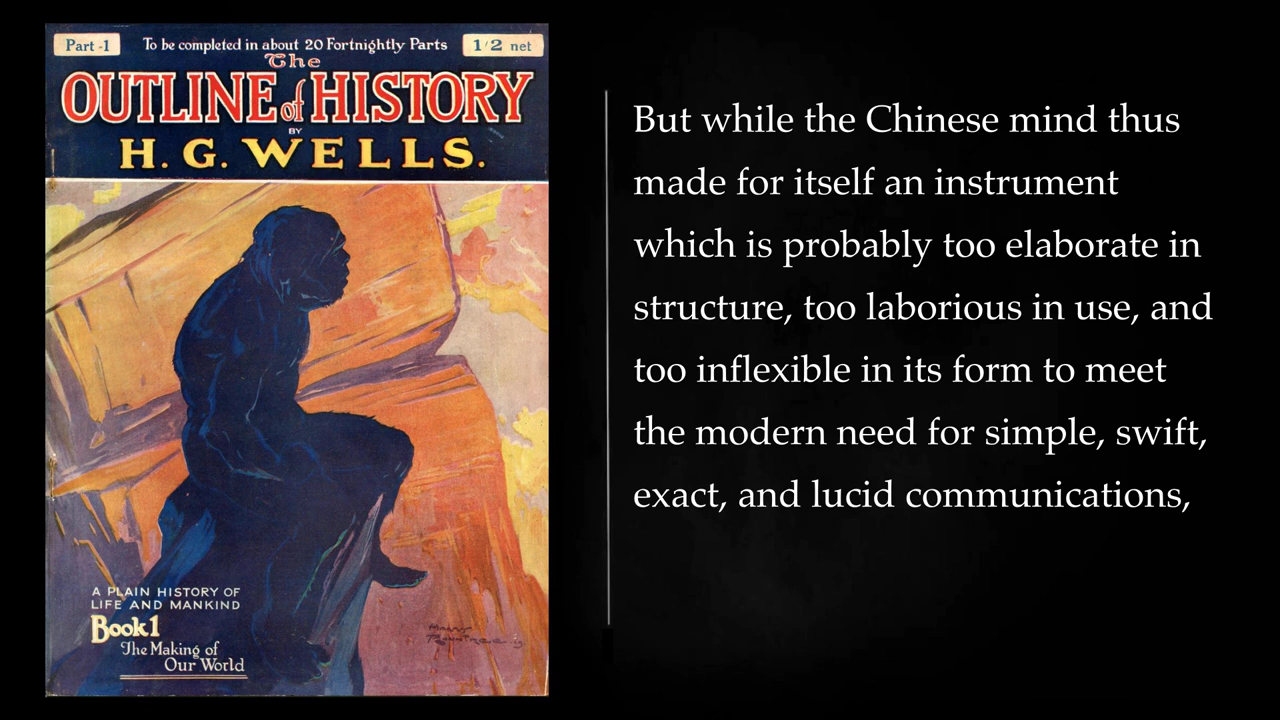 Part -1
To be completed in about 20 Fortnightly Parts
1/2 net
The
OUTLINE of HISTORY
BY
H. G. WELLS.
A PLAIN HISTORY OF
LIFE AND MANKIND
Book 1
The Making of
Our World
But while the Chinese mind thus
made for itself an instrument
which is probably too elaborate in
structure, too laborious in use, and
too inflexible in its form to meet
the modern need for simple, swift,
exact, and lucid communications,